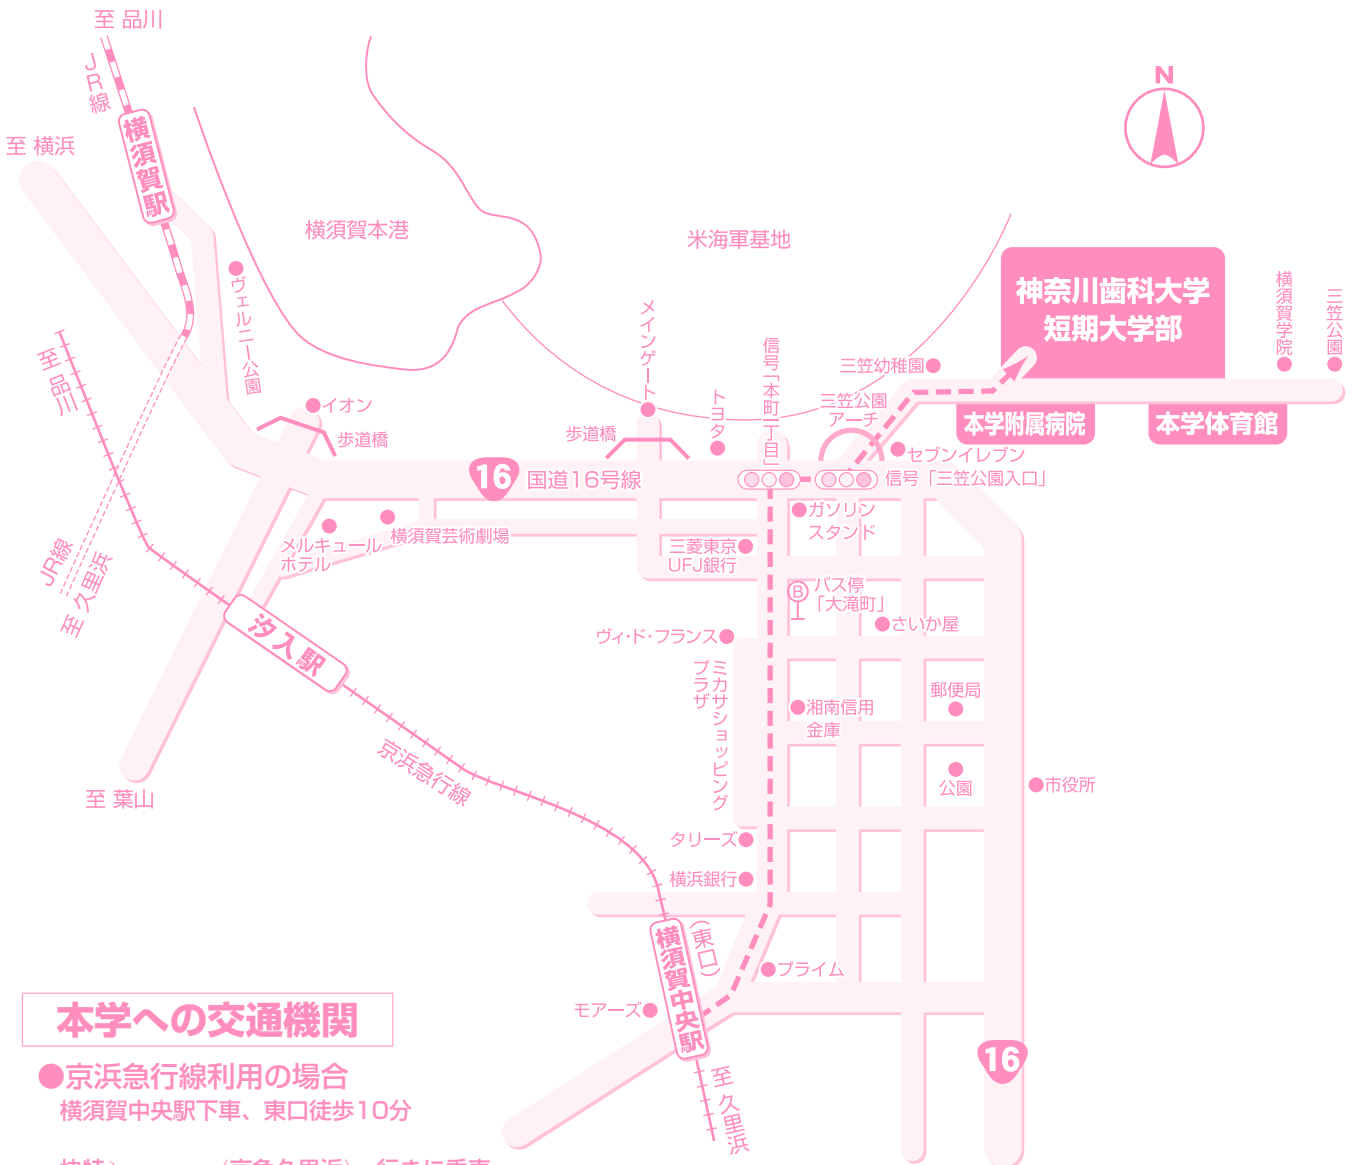 至 品川
JR線
横須賀駅
至 横浜
横須賀本港
米海軍基地
N
神奈川歯科大学
短期大学部
横須賀学院
三笠公園
ヴェルニー公園
至 品川
イオン
歩道橋
メインゲート
歩道橋
トヨタ
信号「本町一丁目」
三笠幼稚園
三笠公園
アーチ
本学附属病院
本学体育館
セブンイレブン
信号「三笠公園入口」
16
国道16号線
ガソリン
スタンド
横須賀芸術劇場
メルキュール
ホテル
三菱東京
UFJ銀行
JR線
至 久里浜
B
バス停
「大滝町」
さいか屋
汐入駅
ヴィ・ド・フランス
ミカサショッピング
プラザ
郵便局
湘南信用
金庫
公園
市役所
京浜急行線
至 葉山
タリーズ
横浜銀行
横須賀中央駅
(東口)
プライム
モアーズ
16
至 久里浜
本学への交通機関
●京浜急行線利用の場合
横須賀中央駅下車、東口徒歩10分